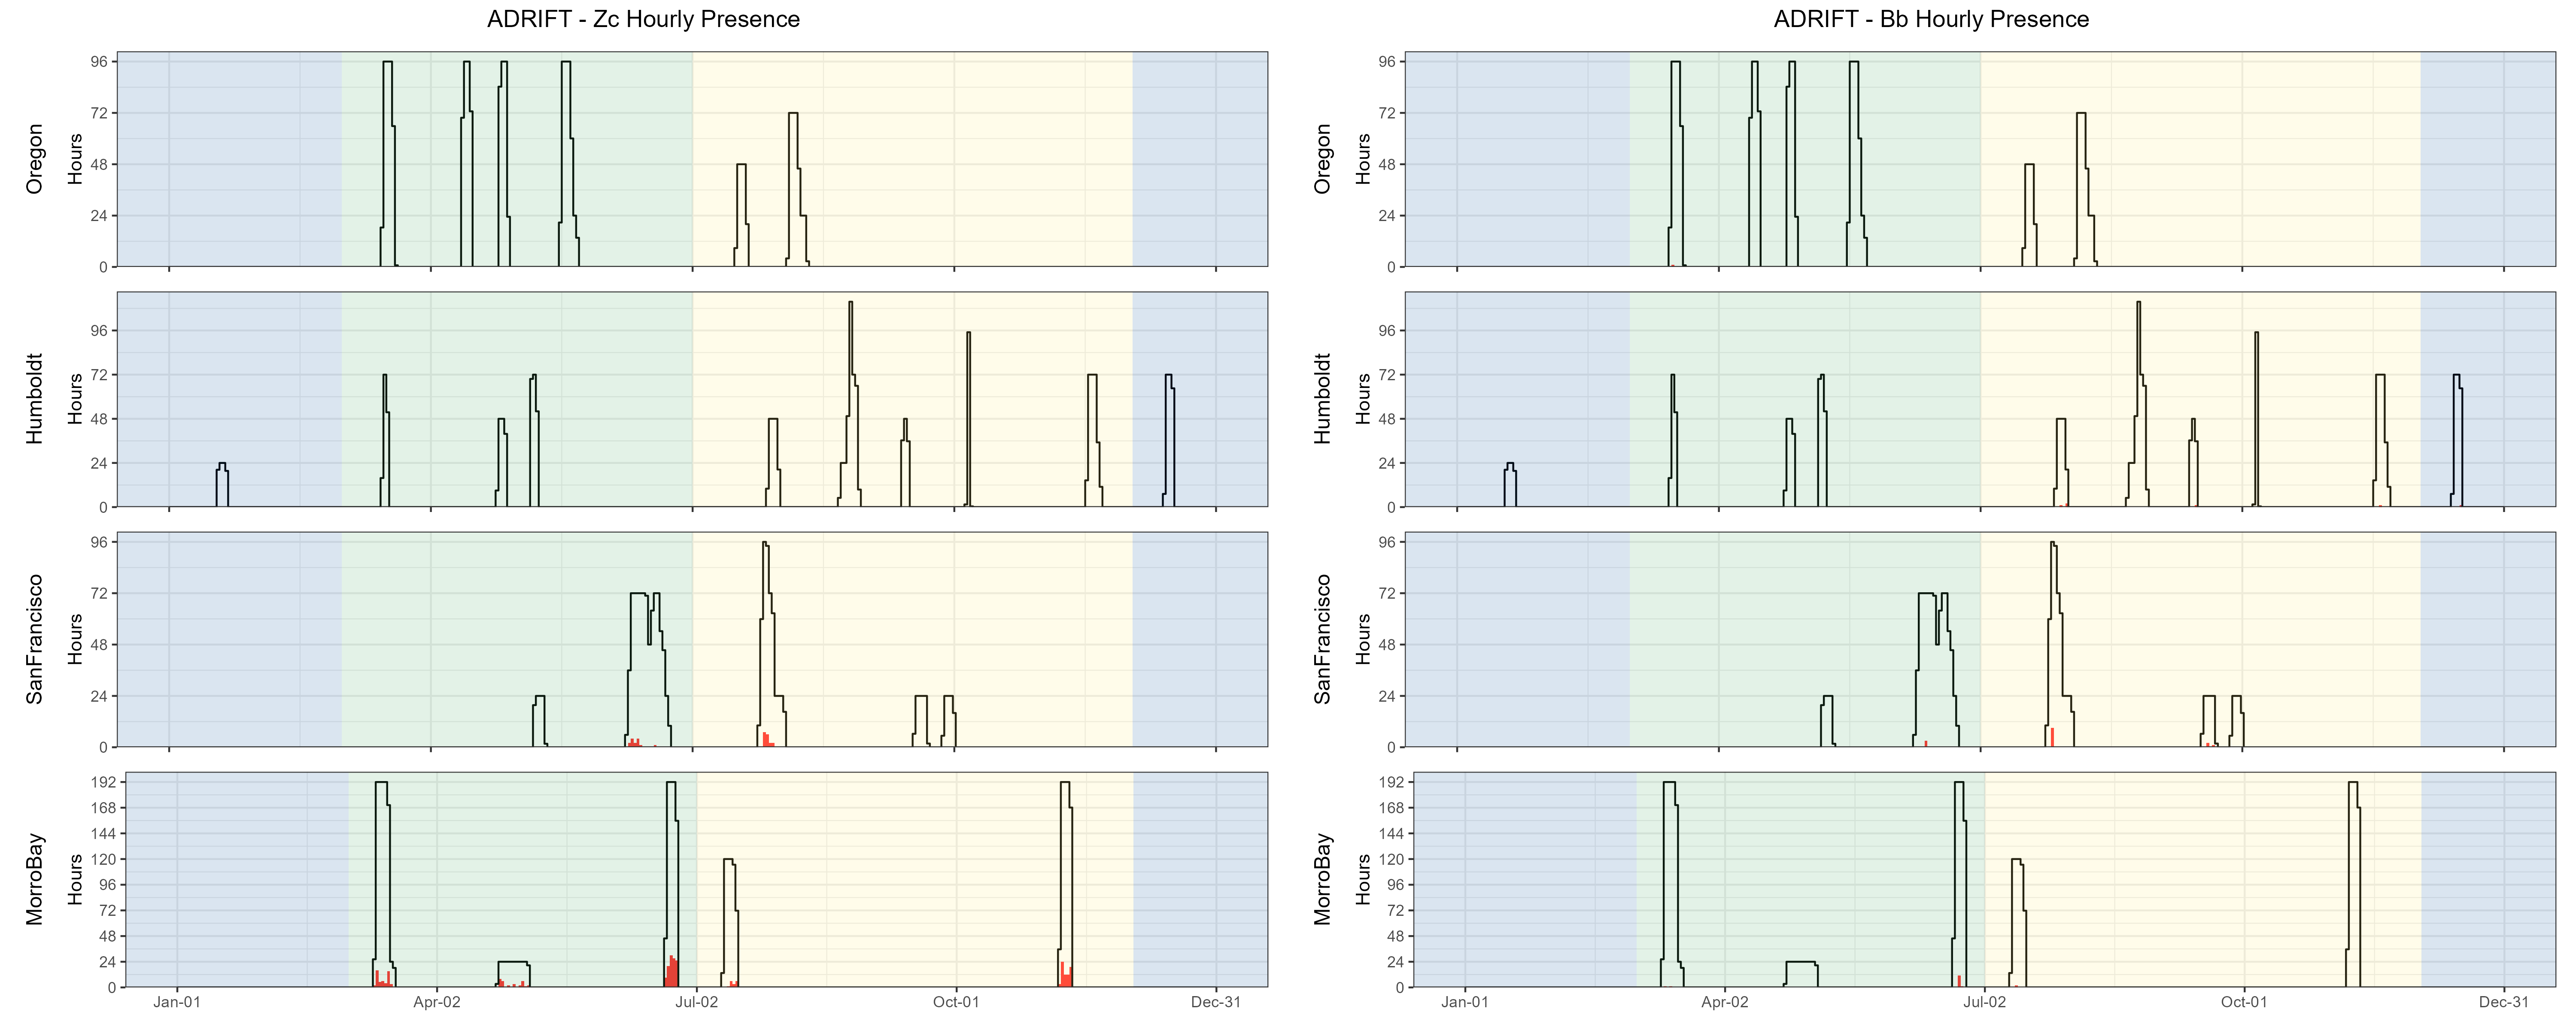 ADRIFT - Zc Hourly Presence
Oregon
Hours
96
72
48
24
0
Humboldt
Hours
96
72
48
24
0
SanFrancisco
Hours
96
72
48
24
0
MorroBay
Hours
192
168
144
120
96
72
48
24
0
Jan-01 Apr-02 Jul-02 Oct-01 Dec-31
ADRIFT - Bb Hourly Presence
Oregon
Hours
96
72
48
24
0
Humboldt
Hours
96
72
48
24
0
SanFrancisco
Hours
96
72
48
24
0
MorroBay
Hours
192
168
144
120
96
72
48
24
0
Jan-01 Apr-02 Jul-02 Oct-01 Dec-31